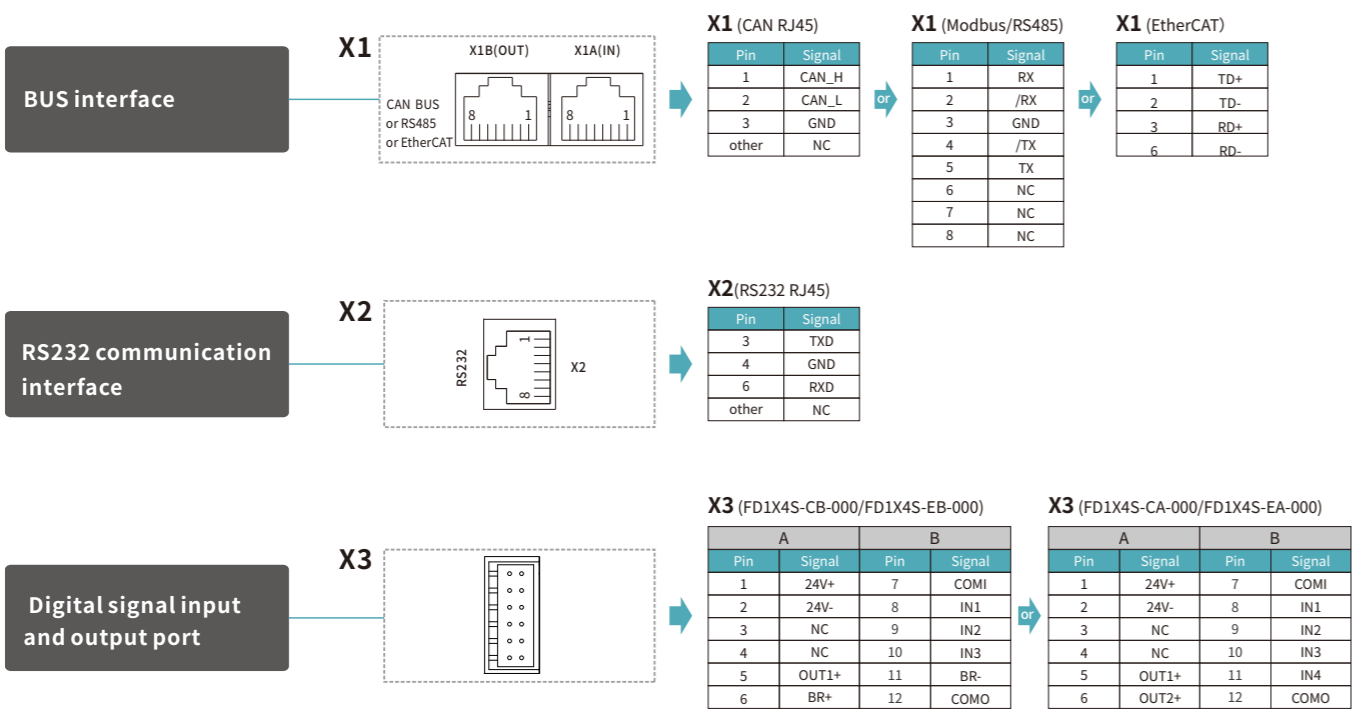 BUS interface
X1
X1B(OUT) X1A(IN)
CAN BUS
or RS485
or EtherCAT
8 1 8 1
X1 (CAN RJ45)
Pin Signal
1 CAN_H
2 CAN_L
3 GND
other NC
or
X1 (Modbus/RS485)
Pin Signal
1 RX
2 /RX
3 GND
4 /TX
5 TX
6 NC
7 NC
8 NC
or
X1 (EtherCAT)
Pin Signal
1 TD+
2 TD-
3 RD+
6 RD-
RS232 communication
interface
X2
RS232
1
8
X2
X2(RS232 RJ45)
Pin Signal
3 TXD
4 GND
6 RXD
other NC
Digital signal input
and output port
X3
X3 (FD1X4S-CB-000/FD1X4S-EB-000)
A B
Pin Signal Pin Signal
1 24V+ 7 COMI
2 24V- 8 IN1
3 NC 9 IN2
4 NC 10 IN3
5 OUT1+ 11 BR-
6 BR+ 12 COMO
or
X3 (FD1X4S-CA-000/FD1X4S-EA-000)
A B
Pin Signal Pin Signal
1 24V+ 7 COMI
2 24V- 8 IN1
3 NC 9 IN2
4 NC 10 IN3
5 OUT1+ 11 IN4
6 OUT2+ 12 COMO